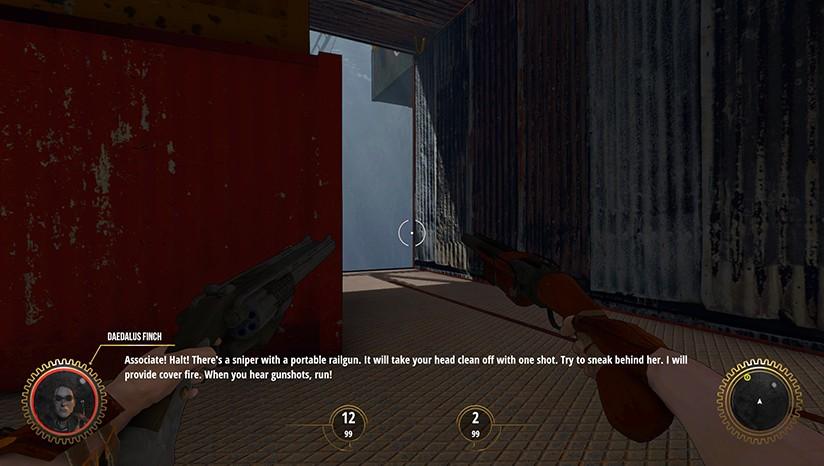 DAEDALUS FINCH
Associate! Halt! There's a sniper with a portable railgun. It will take your head clean off with one shot. Try to sneak behind her. I will
provide cover fire. When you hear gunshots, run!
12 2
99 99